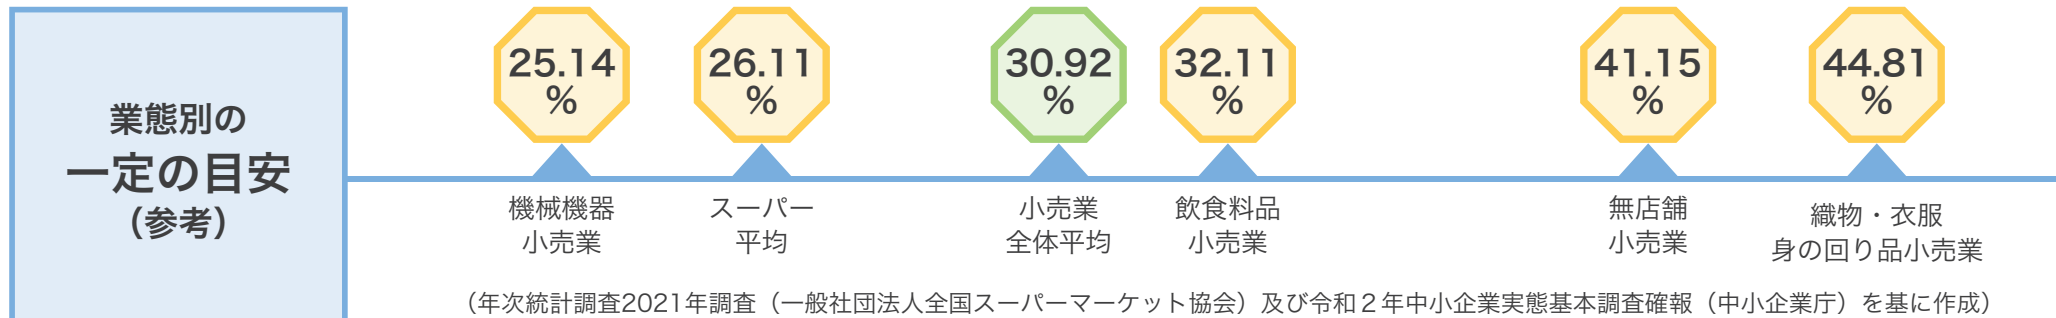 業態別の
一定の目安
（参考）
25.14
%
26.11
%
30.92
%
32.11
%
41.15
%
44.81
%
機械機器
小売業
スーパー
平均
小売業
全体平均
飲食料品
小売業
無店舗
小売業
織物・衣服
身の回り品小売業
（年次統計調査2021年調査（一般社団法人全国スーパーマーケット協会）及び令和２年中小企業実態基本調査確報（中小企業庁）を基に作成）